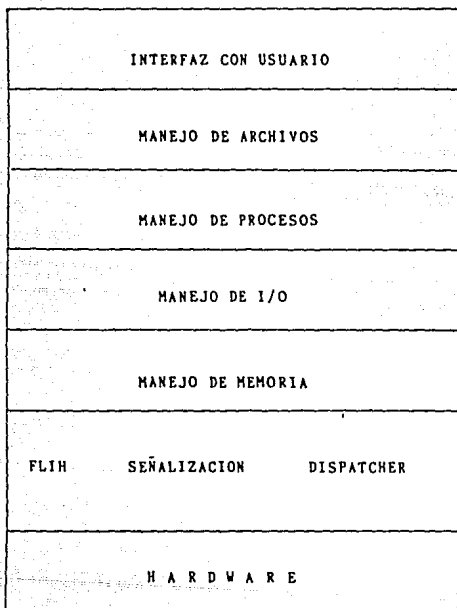 INTERFAZ CON USUARIO
MANEJO DE ARCHIVOS
MANEJO DE PROCESOS
MANEJO DE I/O
MANEJO DE MEMORIA
FLIH SEÑALIZACION DISPATCHER
H A R D W A R E